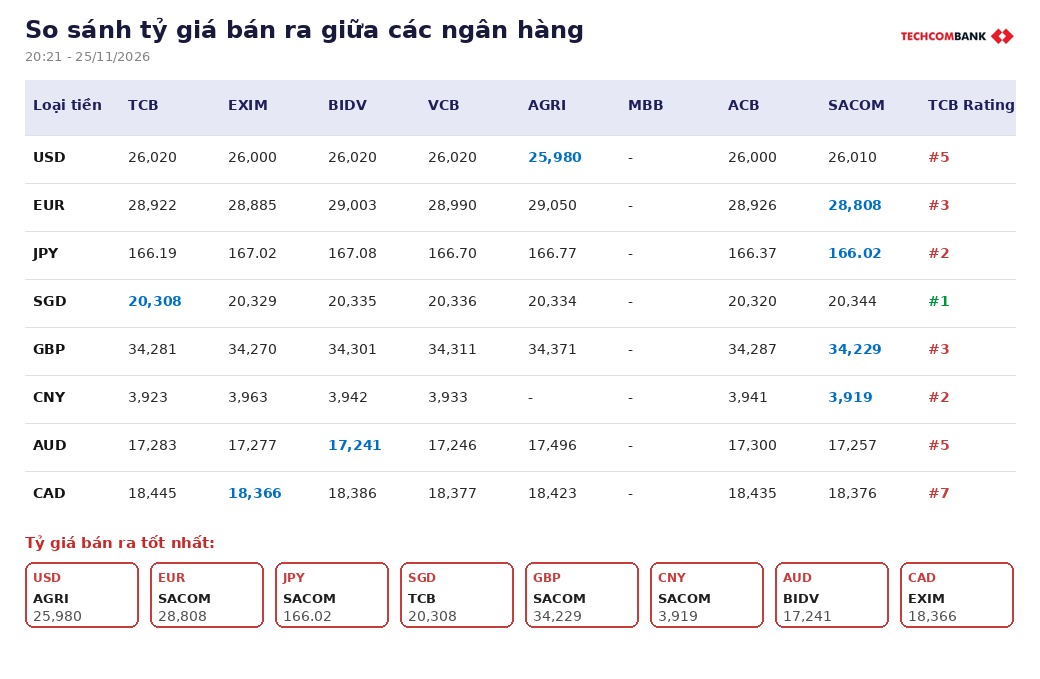 So sánh tỷ giá bán ra giữa các ngân hàng
TECHCOMBANK
20:21 - 25/11/2026
Loại tiền TCB EXIM BIDV VCB AGRI MBB ACB SACOM TCB Rating
USD 26,020 26,000 26,020 26,020 25,980 - 26,000 26,010 #5
EUR 28,922 28,885 29,003 28,990 29,050 - 28,926 28,808 #3
JPY 166.19 167.02 167.08 166.70 166.77 - 166.37 166.02 #2
SGD 20,308 20,329 20,335 20,336 20,334 - 20,320 20,344 #1
GBP 34,281 34,270 34,301 34,311 34,371 - 34,287 34,229 #3
CNY 3,923 3,963 3,942 3,933 - - 3,941 3,919 #2
AUD 17,283 17,277 17,241 17,246 17,496 - 17,300 17,257 #5
CAD 18,445 18,366 18,386 18,377 18,423 - 18,435 18,376 #7
Tỷ giá bán ra tốt nhất:
USD EUR JPY SGD GBP CNY AUD CAD
AGRI SACOM SACOM TCB SACOM SACOM BIDV EXIM
25,980 28,808 166.02 20,308 34,229 3,919 17,241 18,366